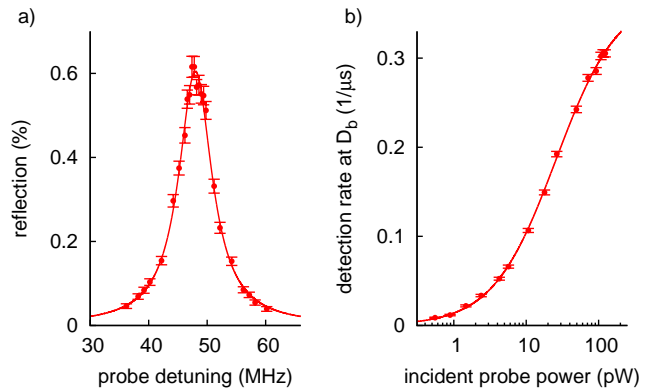 a)
reflection (%)
0.6
0.4
0.2
0
30 40 50 60
probe detuning (MHz)
b)
detection rate at D_b (1/μs)
0.3
0.2
0.1
0
1 10 100
incident probe power (pW)